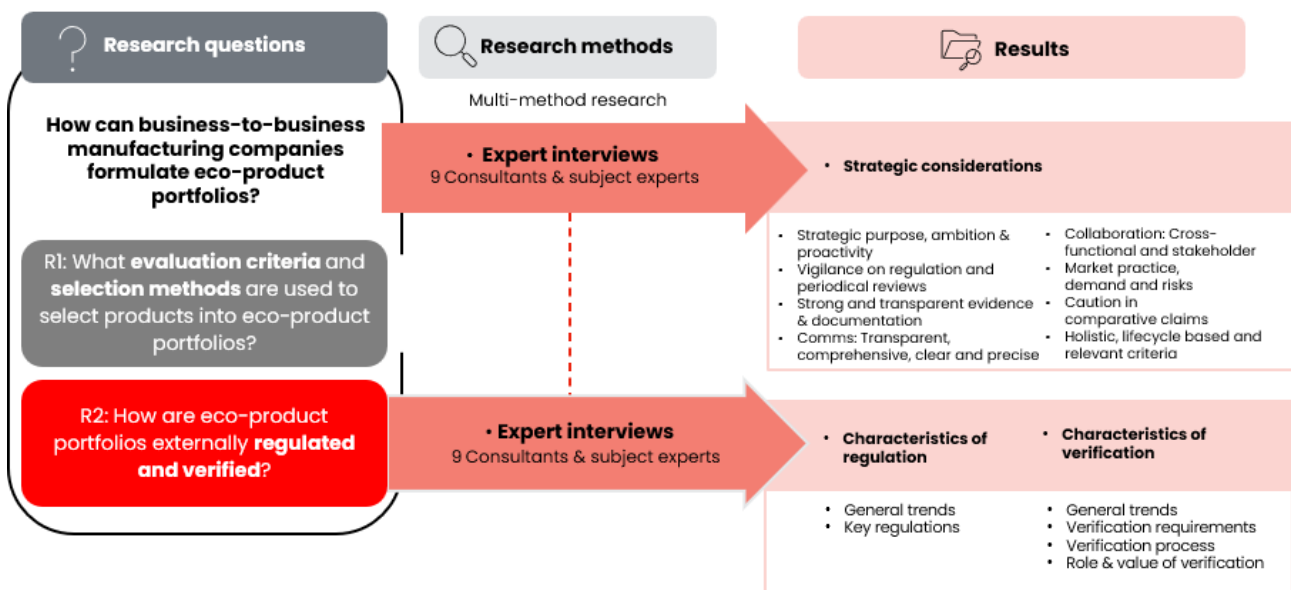 Research questions
Research methods
Results
Multi-method research
How can business-to-business
manufacturing companies
formulate eco-product
portfolios?
• Expert interviews
9 Consultants & subject experts
• Strategic considerations
R1: What evaluation criteria and
selection methods are used to
select products into eco-product
portfolios?
• Strategic purpose, ambition &
proactivity
• Vigilance on regulation and
periodical reviews
• Strong and transparent evidence
& documentation
• Comms: Transparent,
comprehensive, clear and precise
• Collaboration: Cross-
functional and stakeholder
• Market practice,
demand and risks
• Caution in
comparative claims
• Holistic, lifecycle based and
relevant criteria
R2: How are eco-product
portfolios externally regulated
and verified?
• Expert interviews
9 Consultants & subject experts
• Characteristics of
regulation
• Characteristics of
verification
• General trends
• Key regulations
• General trends
• Verification requirements
• Verification process
• Role & value of verification